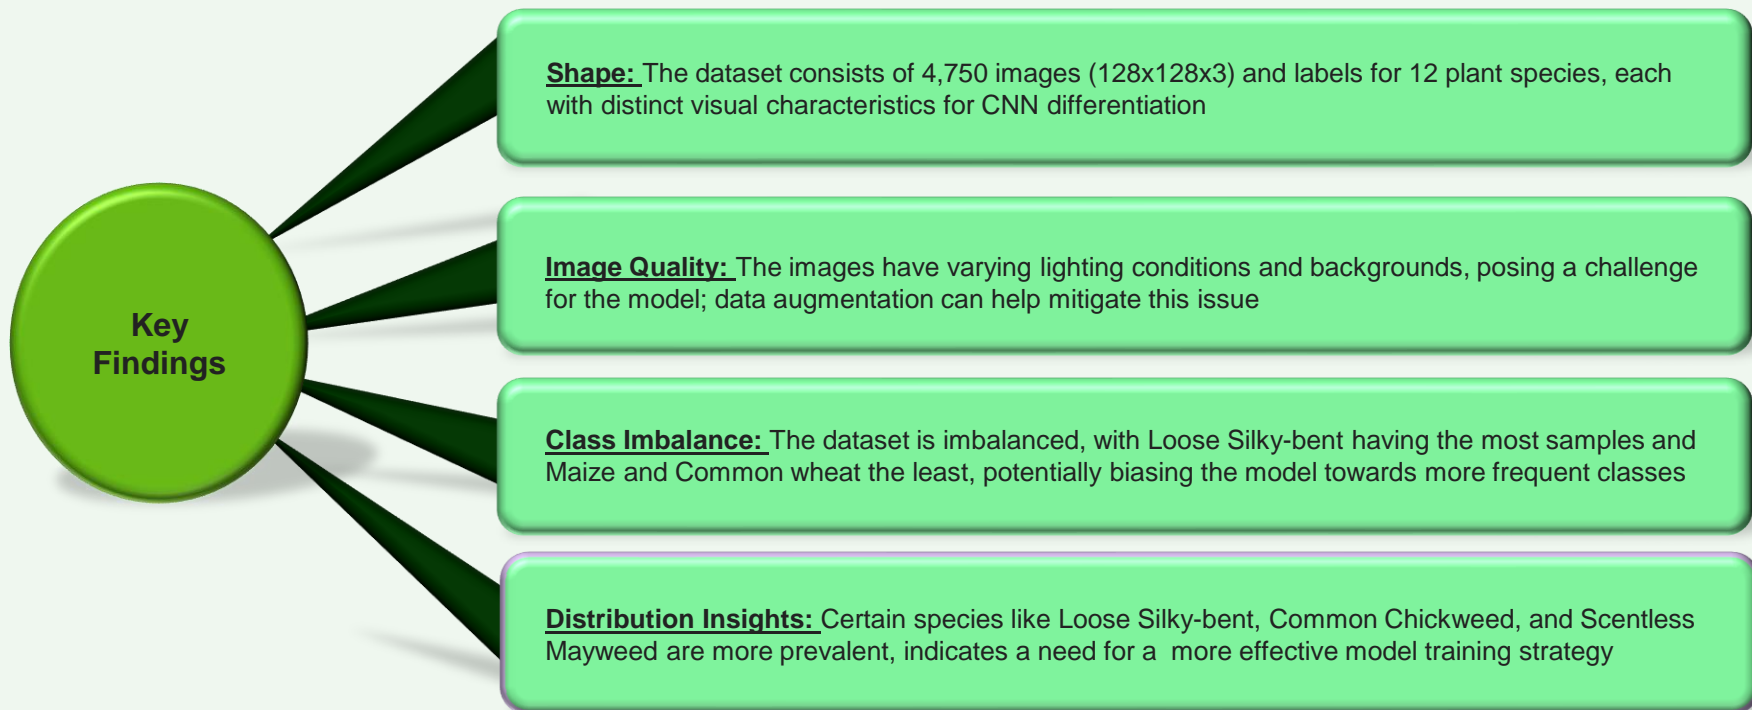 Key
Findings
Shape: The dataset consists of 4,750 images (128x128x3) and labels for 12 plant species, each
with distinct visual characteristics for CNN differentiation
Image Quality: The images have varying lighting conditions and backgrounds, posing a challenge
for the model; data augmentation can help mitigate this issue
Class Imbalance: The dataset is imbalanced, with Loose Silky-bent having the most samples and
Maize and Common wheat the least, potentially biasing the model towards more frequent classes
Distribution Insights: Certain species like Loose Silky-bent, Common Chickweed, and Scentless
Mayweed are more prevalent, indicates a need for a  more effective model training strategy